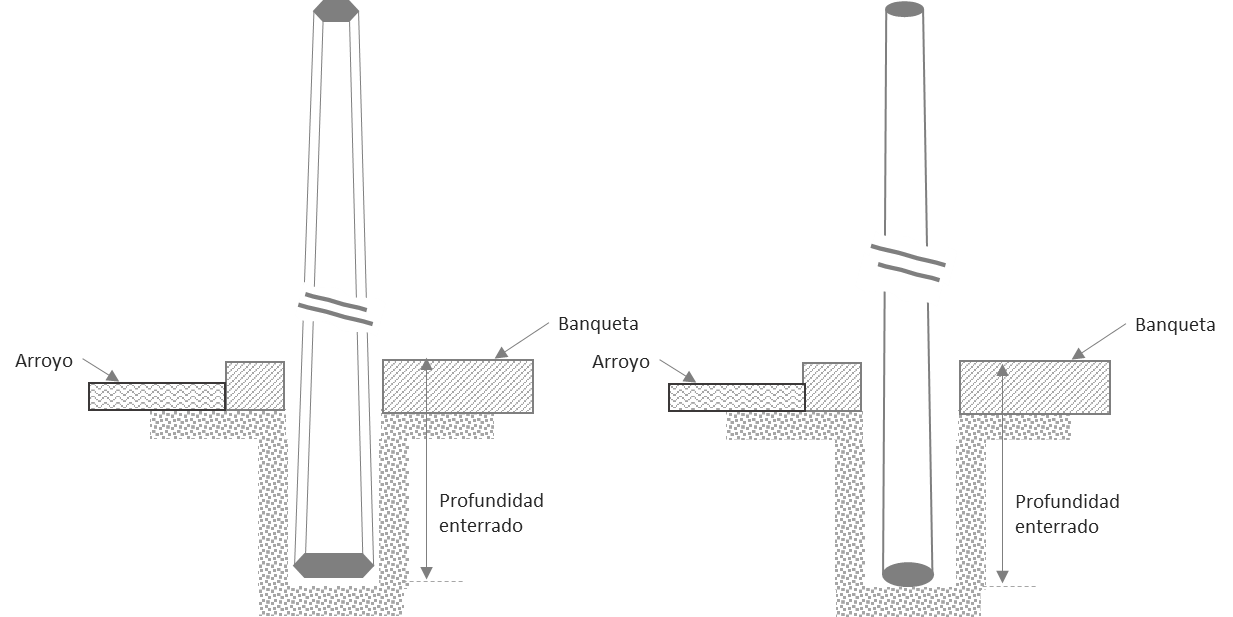 Banqueta
Arroyo
Profundidad
enterrado
Banqueta
Arroyo
Profundidad
enterrado